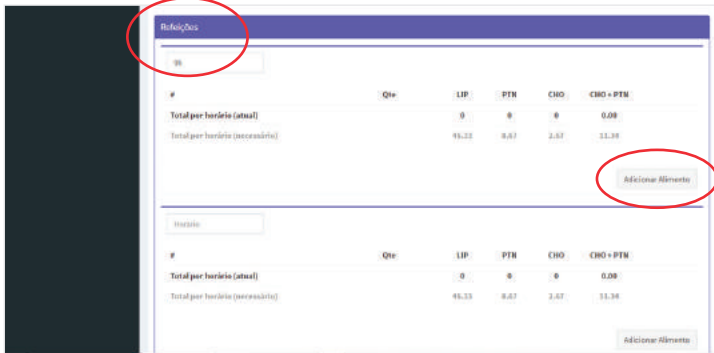 Refeições
9h
# Qte LIP PTN CHO CHO + PTN
Total por horário (atual) 0 0 0 0.00
Total por horário (necessário) 45.33 8.67 2.67 11.34
Adicionar Alimento
Horário
# Qte LIP PTN CHO CHO + PTN
Total por horário (atual) 0 0 0 0.00
Total por horário (necessário) 45.33 8.67 2.67 11.34
Adicionar Alimento